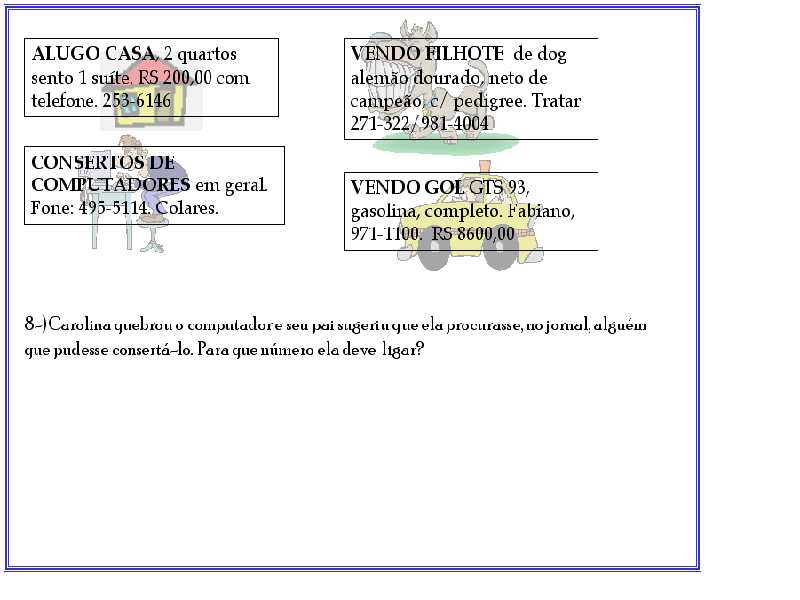 ALUGO CASA, 2 quartos
sento 1 suíte. RS 200,00 com
telefone. 253-6146
VENDO FILHOTE de dog
alemão dourado, neto de
campeão, c/ pedigree. Tratar
271-322/981-4004
CONSERTOS DE
COMPUTADORES em geral.
Fone: 495-5114. Colares.
VENDO GOL GTS 93,
gasolina, completo. Fabiano,
971-1100. RS 8600,00
8-) Carolina quebrou o computador e seu pai sugeriu que ela procurasse, no jornal, alguém
que pudesse consertá-lo. Para que número ela deve ligar?